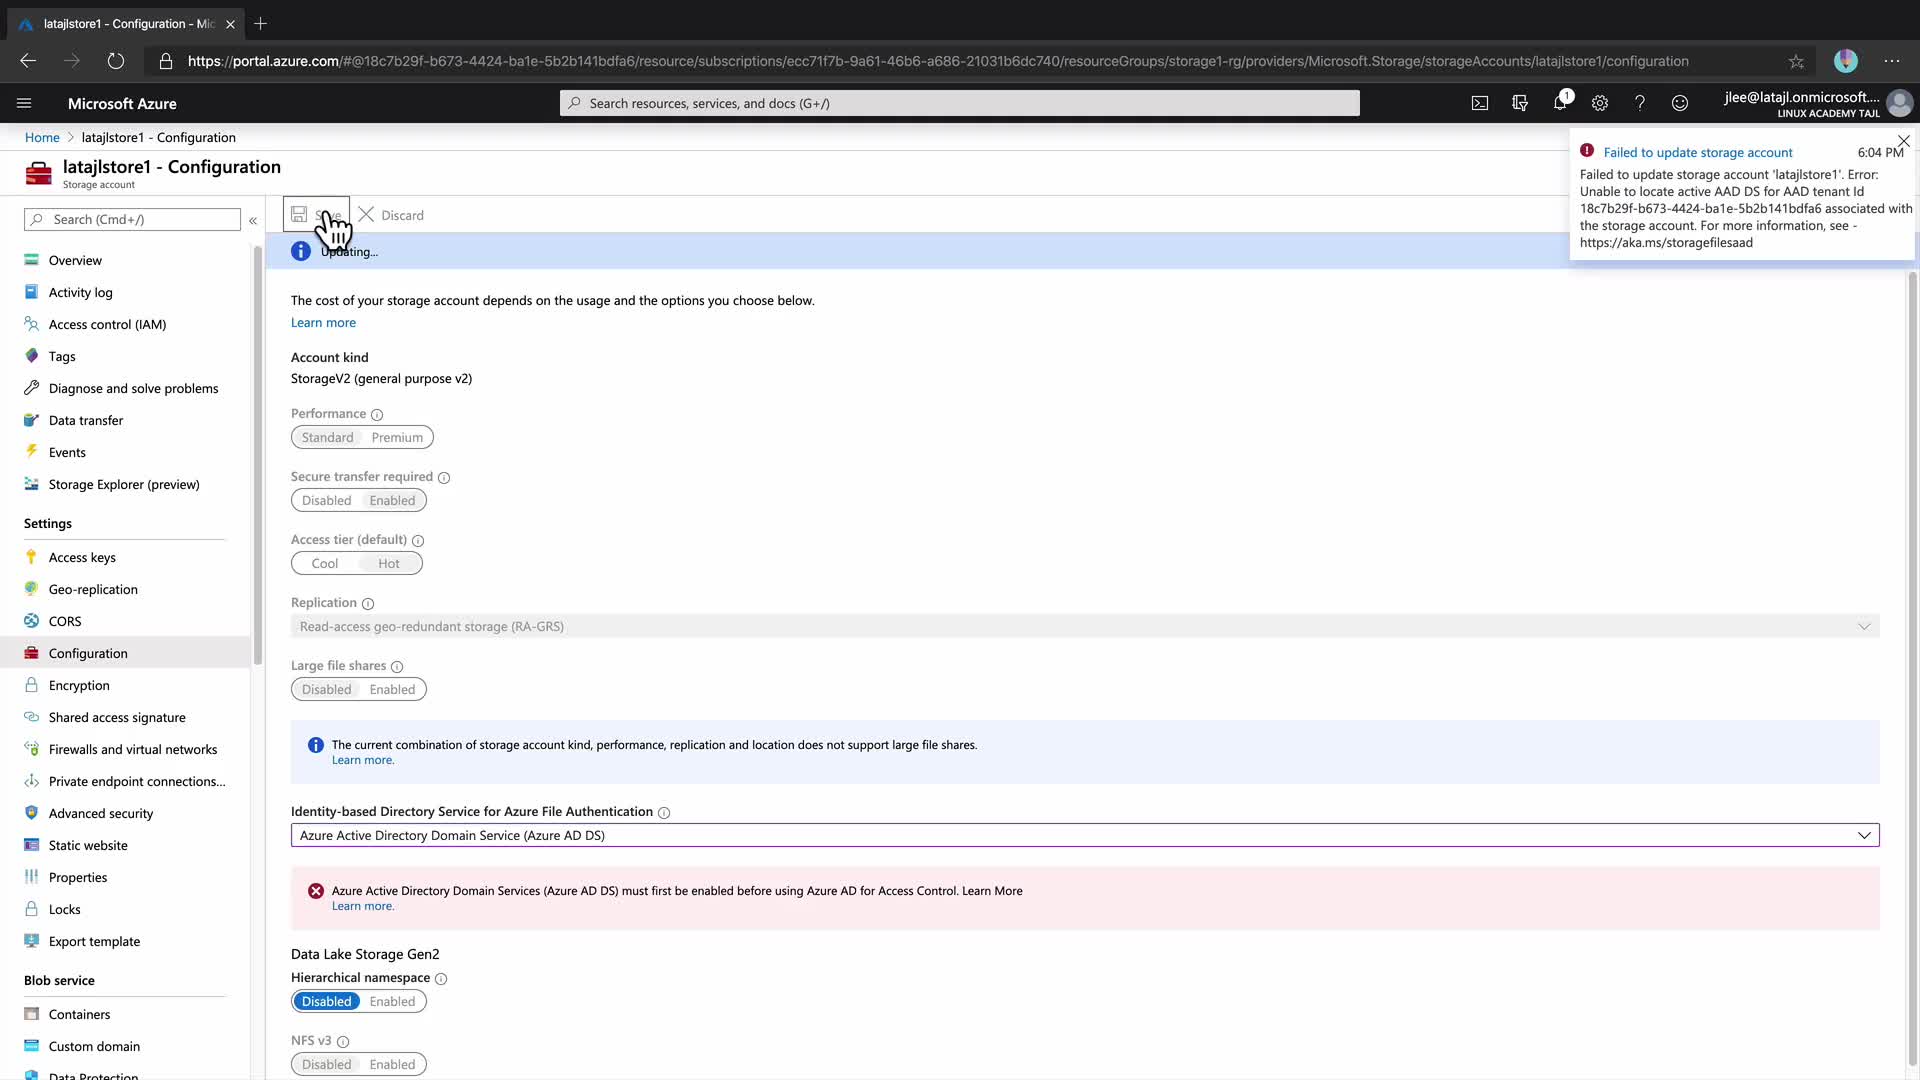 latajlstore1 - Configuration - Mic
https://portal.azure.com/#@18c7b29f-b673-4424-ba1e-5b2b141bdfa6/resource/subscriptions/ecc71f7b-9a61-46b6-a686-21031b6dc740/resourceGroups/storage1-rg/providers/Microsoft.Storage/storageAccounts/latajlstore1/configuration
Microsoft Azure
Search resources, services, and docs (G+/)
1
jlee@latajl.onmicrosoft....
LINUX ACADEMY TAJL
Home > latajlstore1 - Configuration
latajlstore1 - Configuration
Storage account
Failed to update storage account 6:04 PM
Failed to update storage account 'latajlstore1'. Error:
Unable to locate active AAD DS for AAD tenant Id
18c7b29f-b673-4424-ba1e-5b2b141bdfa6 associated with
the storage account. For more information, see -
https://aka.ms/storagefilesaad
Search (Cmd+/)
«
Overview
Activity log
Access control (IAM)
Tags
Diagnose and solve problems
Data transfer
Events
Storage Explorer (preview)
Settings
Access keys
Geo-replication
CORS
Configuration
Encryption
Shared access signature
Firewalls and virtual networks
Private endpoint connections...
Advanced security
Static website
Properties
Locks
Export template
Blob service
Containers
Custom domain
Data Protection
Save Discard
Updating...
The cost of your storage account depends on the usage and the options you choose below.
Learn more
Account kind
StorageV2 (general purpose v2)
Performance
Standard Premium
Secure transfer required
Disabled Enabled
Access tier (default)
Cool Hot
Replication
Read-access geo-redundant storage (RA-GRS)
Large file shares
Disabled Enabled
The current combination of storage account kind, performance, replication and location does not support large file shares.
Learn more.
Identity-based Directory Service for Azure File Authentication
Azure Active Directory Domain Service (Azure AD DS)
Azure Active Directory Domain Services (Azure AD DS) must first be enabled before using Azure AD for Access Control. Learn More
Learn more.
Data Lake Storage Gen2
Hierarchical namespace
Disabled Enabled
NFS v3
Disabled Enabled